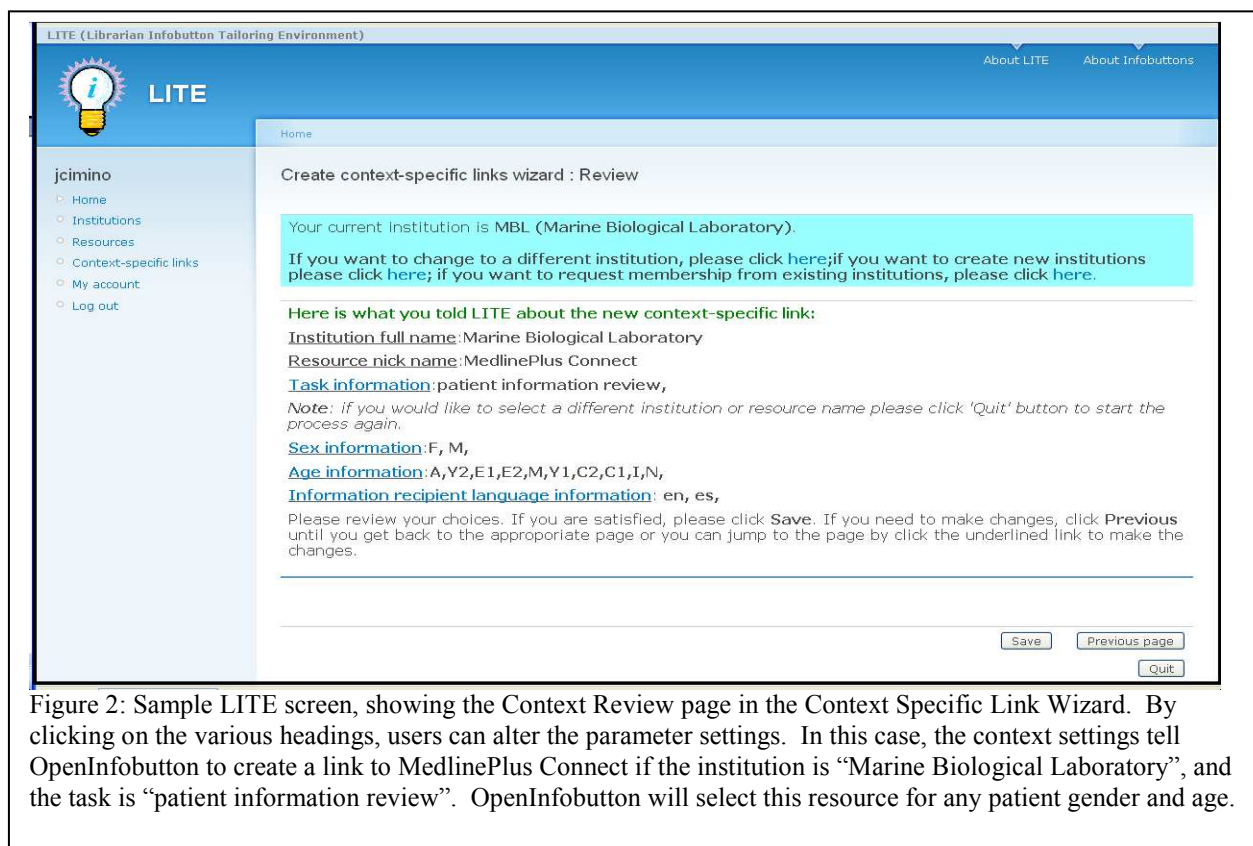 LITE (Librarian Infobutton Tailoring Environment)
About LITE About Infobuttons
i LITE
Home
jcimino
Home
Institutions
Resources
Context-specific links
My account
Log out
Create context-specific links wizard : Review
Your current institution is MBL (Marine Biological Laboratory).
If you want to change to a different institution, please click here;if you want to create new institutions
please click here; if you want to request membership from existing institutions, please click here.
Here is what you told LITE about the new context-specific link:
Institution full name:Marine Biological Laboratory
Resource nick name:MedlinePlus Connect
Task information:patient information review,
Note: if you would like to select a different institution or resource name please click 'Quit' button to start the
process again.
Sex information:F, M,
Age information:A,Y2,E1,E2,M,Y1,C2,C1,I,N,
Information recipient language information: en, es,
Please review your choices. If you are satisfied, please click Save. If you need to make changes, click Previous
until you get back to the approporiate page or you can jump to the page by click the underlined link to make the
changes.
Save Previous page
Quit
Figure 2: Sample LITE screen, showing the Context Review page in the Context Specific Link Wizard. By
clicking on the various headings, users can alter the parameter settings. In this case, the context settings tell
OpenInfobutton to create a link to MedlinePlus Connect if the institution is “Marine Biological Laboratory”, and
the task is “patient information review”. OpenInfobutton will select this resource for any patient gender and age.